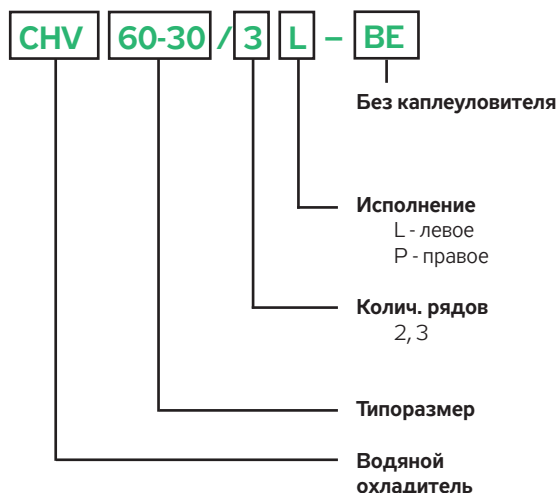 CHV 60-30 / 3 L – BE
Без каплеуловителя
Исполнение
L - левое
P - правое
Колич. рядов
2, 3
Типоразмер
Водяной
охладитель